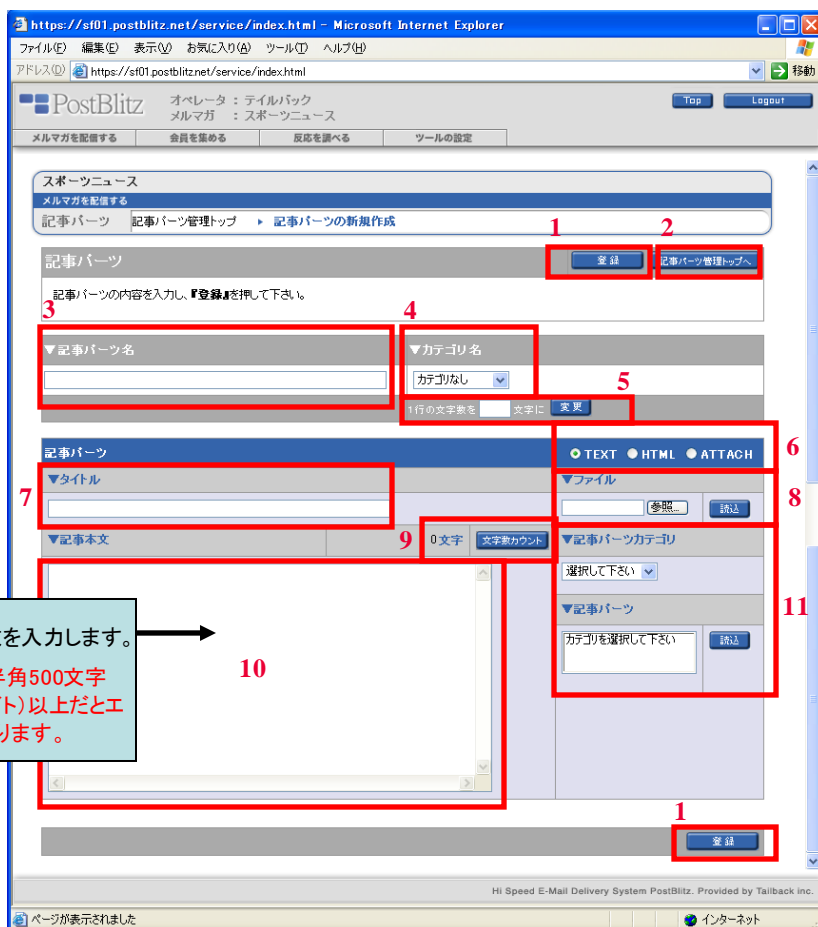 https://sf01.postblitz.net/service/index.html - Microsoft Internet Explorer
ファイル(F) 編集(E) 表示(V) お気に入り(A) ツール(T) ヘルプ(H)
アドレス(D) https://sf01.postblitz.net/service/index.html 移動
PostBlitz オペレータ : テイルバック
メルマガ : スポーツニュース
Top Logout
メルマガを配信する 会員を集める 反応を調べる ツールの設定
スポーツニュース
メルマガを配信する
記事パーツ 記事パーツ管理トップ ▶ 記事パーツの新規作成
1 2
記事パーツ 登録 記事パーツ管理トップへ
記事パーツの内容を入力し、『登録』を押して下さい。
3 4
▼記事パーツ名 ▼カテゴリ名
カテゴリなし
5
1行の文字数を 文字に 変更
記事パーツ TEXT HTML ATTACH 6
7 ▼タイトル ▼ファイル
参照... 読込 8
▼記事本文 9 0文字 文字数カウント ▼記事パーツカテゴリ
選択して下さい
▼記事パーツ 11
カテゴリを選択して下さい 読込
を入力します。
角500文字
ト)以上だとエ
ります。
10
1
登録
Hi Speed E-Mail Delivery System PostBlitz. Provided by Tailback inc.
ページが表示されました インターネット